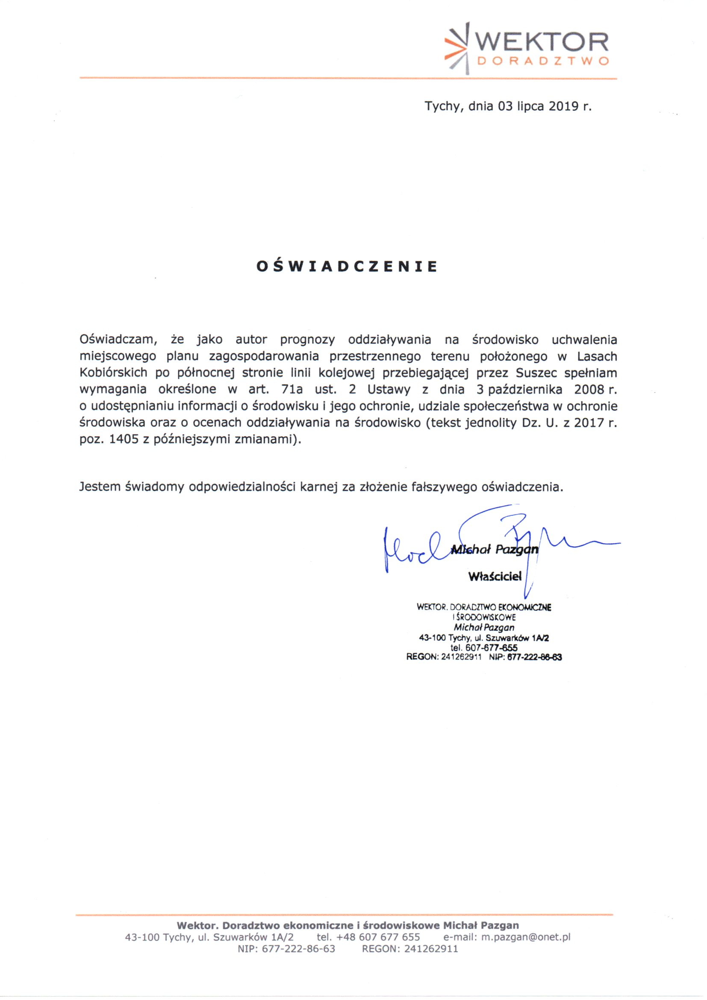 WEKTOR
DORADZTWO
Tychy, dnia 03 lipca 2019 r.
OŚWIADCZENIE
Oświadczam, że jako autor prognozy oddziaływania na środowisko uchwalenia
miejscowego planu zagospodarowania przestrzennego terenu położonego w Lasach
Kobiórskich po północnej stronie linii kolejowej przebiegającej przez Suszec spełniam
wymagania określone w art. 71a ust. 2 Ustawy z dnia 3 października 2008 r.
o udostępnianiu informacji o środowisku i jego ochronie, udziale społeczeństwa w ochronie
środowiska oraz o ocenach oddziaływania na środowisko (tekst jednolity Dz. U. z 2017 r.
poz. 1405 z późniejszymi zmianami).
Jestem świadomy odpowiedzialności karnej za złożenie fałszywego oświadczenia.
Michał Pazgan
Właściciel
WEKTOR. DORADZTWO EKONOMICZNE
I ŚRODOWISKOWE
Michał Pazgan
43-100 Tychy, ul. Szuwarków 1A/2
tel. 607-677-655
REGON: 241262911 NIP: 677-222-86-63
Wektor. Doradztwo ekonomiczne i środowiskowe Michał Pazgan
43-100 Tychy, ul. Szuwarków 1A/2 tel. +48 607 677 655 e-mail: m.pazgan@onet.pl
NIP: 677-222-86-63 REGON: 241262911